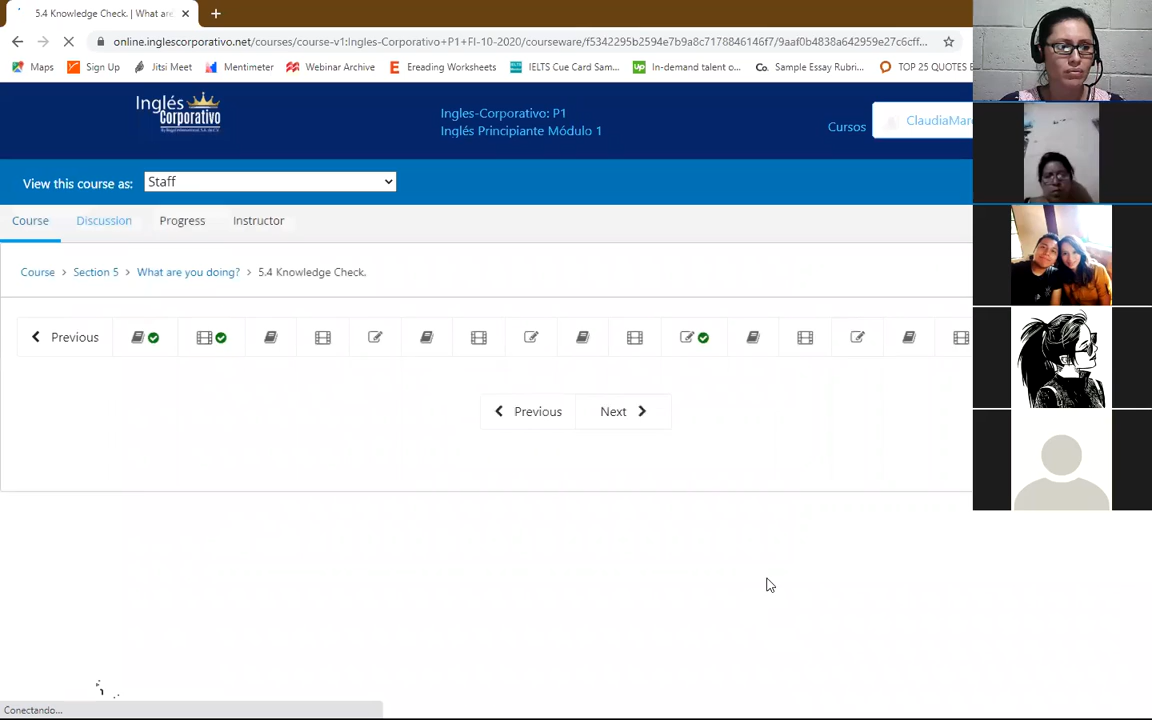 5.4 Knowledge Check. | What are
online.inglescorporativo.net/courses/course-v1:Ingles-Corporativo+P1+FI-10-2020/courseware/f5342295b2594e7b9a8c7178846146f7/9aaf0b4838a642959e27c6cff...
Maps Sign Up Jitsi Meet Mentimeter Webinar Archive Ereading Worksheets IELTS Cue Card Sam... In-demand talent o... Sample Essay Rubri... TOP 25 QUOTES
Inglés Corporativo
Ingles-Corporativo: P1
Inglés Principiante Módulo 1
Cursos
ClaudiaMar
View this course as: Staff
Course Discussion Progress Instructor
Course > Section 5 > What are you doing? > 5.4 Knowledge Check.
Previous
Previous Next
Conectando...